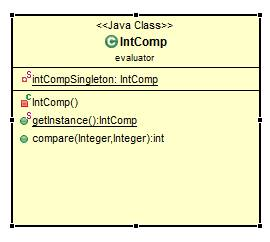 <<Java Class>>
IntComp
evaluator
intCompSingleton: IntComp
IntComp()
getInstance():IntComp
compare(Integer,Integer):int